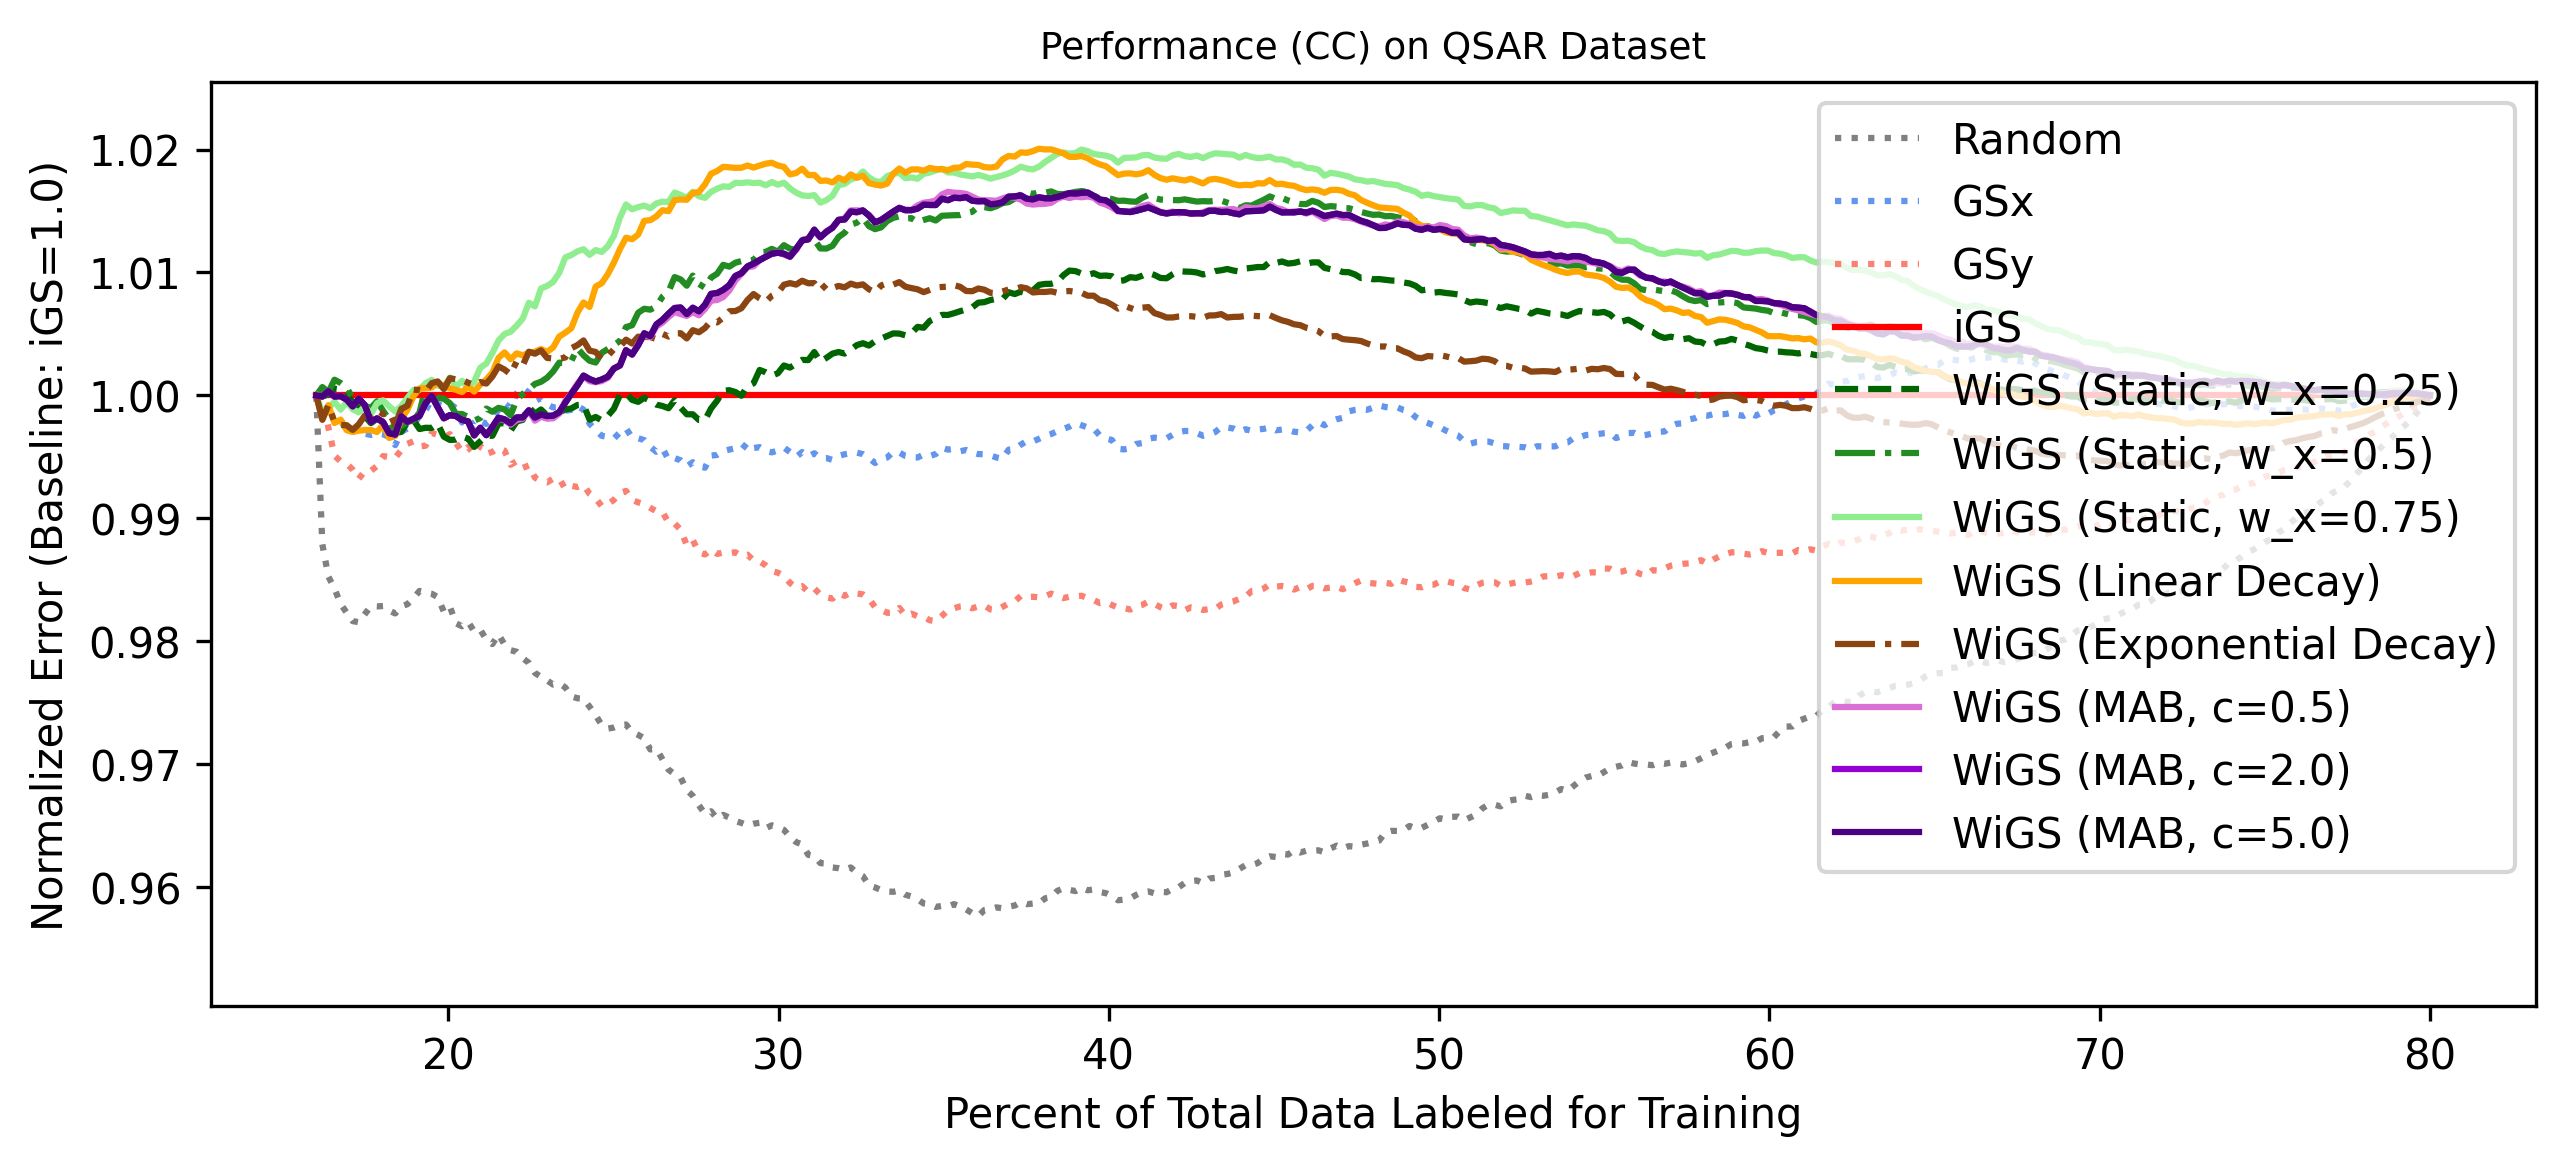 Performance (CC) on QSAR Dataset
Normalized Error (Baseline: iGS=1.0)
1.02
1.01
1.00
0.99
0.98
0.97
0.96
Random
GSx
GSy
iGS
WiGS (Static, w_x=0.25)
WiGS (Static, w_x=0.5)
WiGS (Static, w_x=0.75)
WiGS (Linear Decay)
WiGS (Exponential Decay)
WiGS (MAB, c=0.5)
WiGS (MAB, c=2.0)
WiGS (MAB, c=5.0)
20 30 40 50 60 70 80
Percent of Total Data Labeled for Training